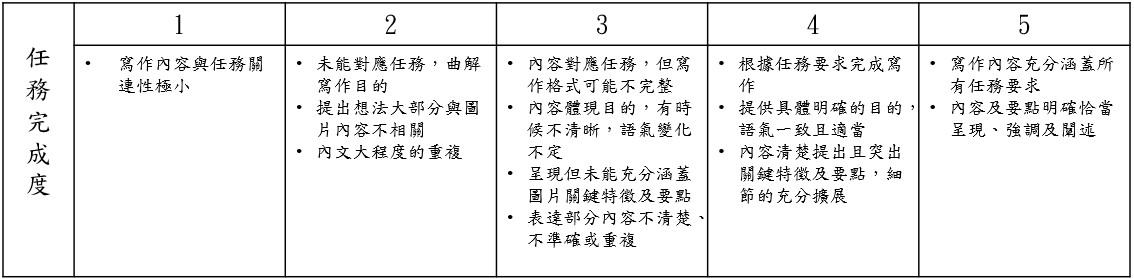 任務完成度
1
2
3
4
5
• 寫作內容與任務關
連性極小
• 未能對應任務，曲解
寫作目的
• 提出想法大部分與圖
片內容不相關
• 內文大程度的重複
• 內容對應任務，但寫
作格式可能不完整
• 內容體現目的，有時
候不清晰，語氣變化
不定
• 呈現但未能充分涵蓋
圖片關鍵特徵及要點
• 表達部分內容不清楚、
不準確或重複
• 根據任務要求完成寫
作
• 提供具體明確的目的，
語氣一致且適當
• 內容清楚提出且突出
關鍵特徵及要點，細
節的充分擴展
• 寫作內容充分涵蓋所
有任務要求
• 內容及要點明確恰當
呈現、強調及闡述